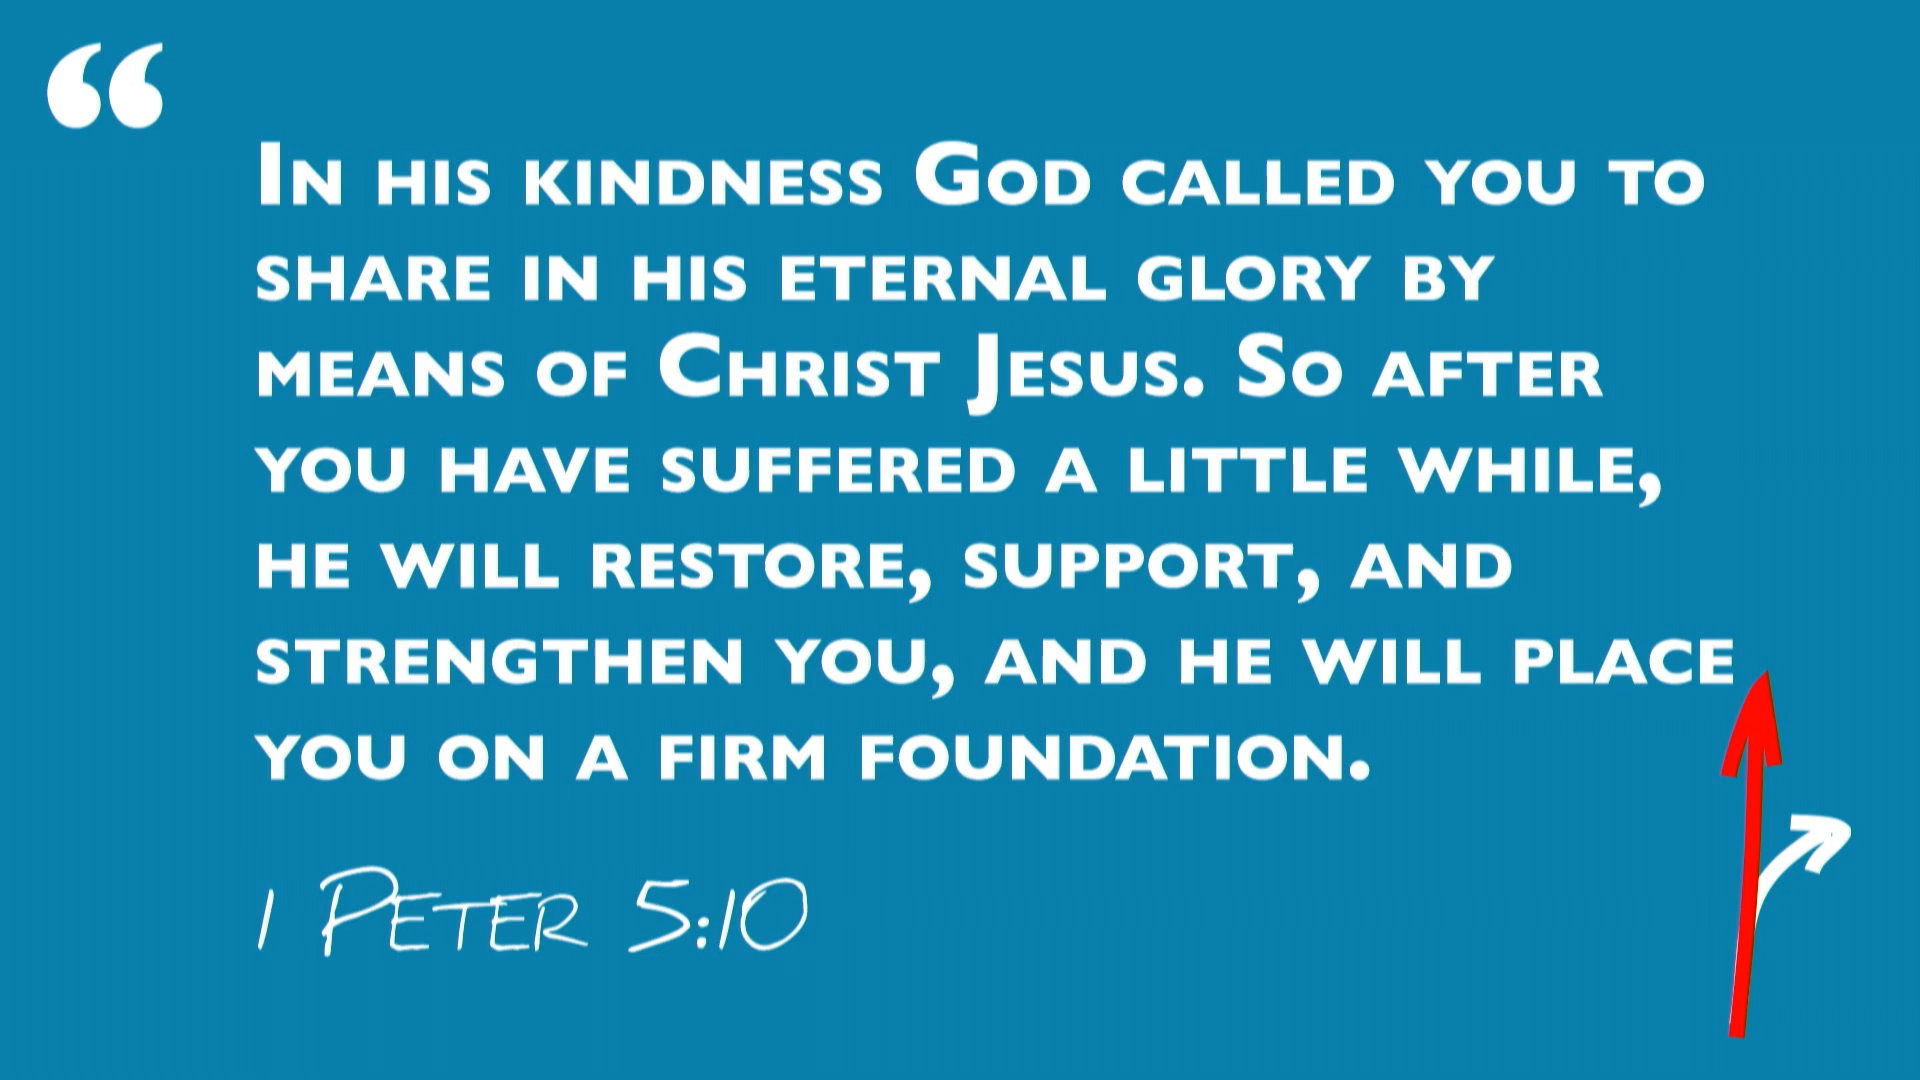 “
In his kindness God called you to
share in his eternal glory by
means of Christ Jesus. So after
you have suffered a little while,
he will restore, support, and
strengthen you, and he will place
you on a firm foundation.
1 Peter 5:10